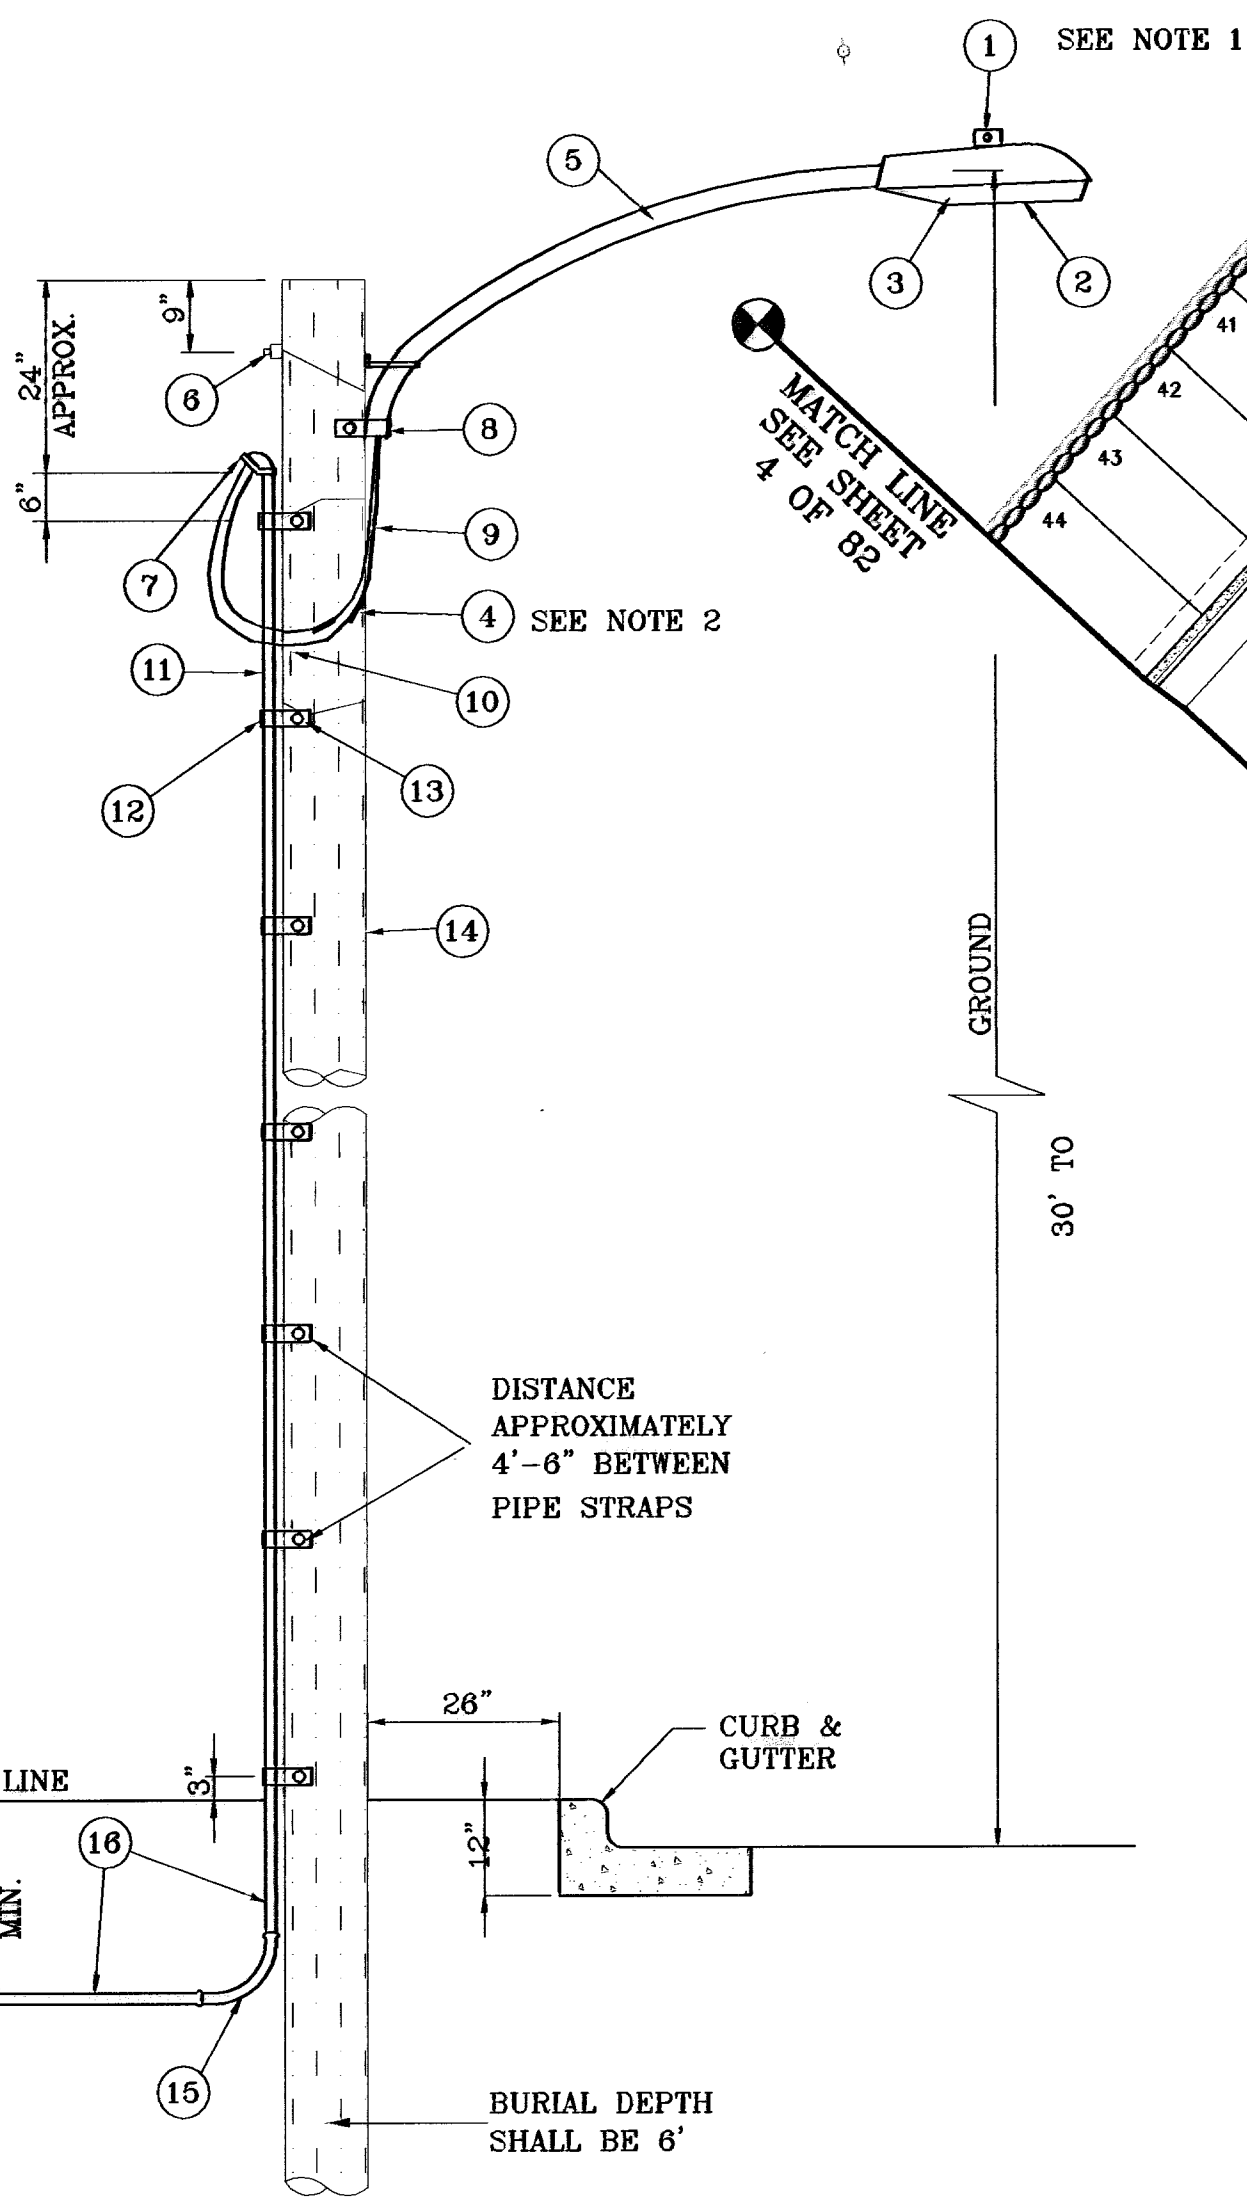 1
SEE NOTE 1
5
3
2
9"
24"
APPROX.
6
41
42
43
44
MATCH LINE
SEE SHEET
4 OF 82
8
6"
7
9
4
SEE NOTE 2
11
10
12
13
14
GROUND
30' TO
DISTANCE
APPROXIMATELY
4'-6" BETWEEN
PIPE STRAPS
26"
CURB &
GUTTER
LINE
3"
12"
16
MIN.
15
BURIAL DEPTH
SHALL BE 6'